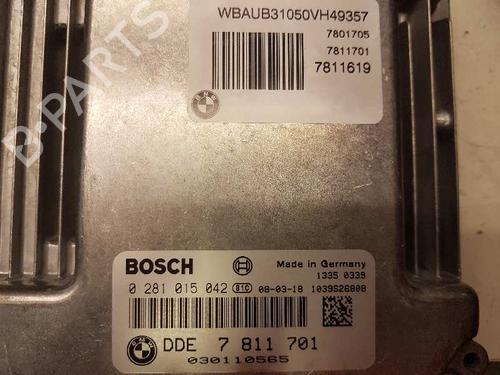 WBAUB31050VH49357
7801705
7811701
7811619
B-PARTS
BOSCH
Made in Germany
1335 0339
0 281 015 042 810 08-03-18 1039S26808
DDE 7 811 701
030110565